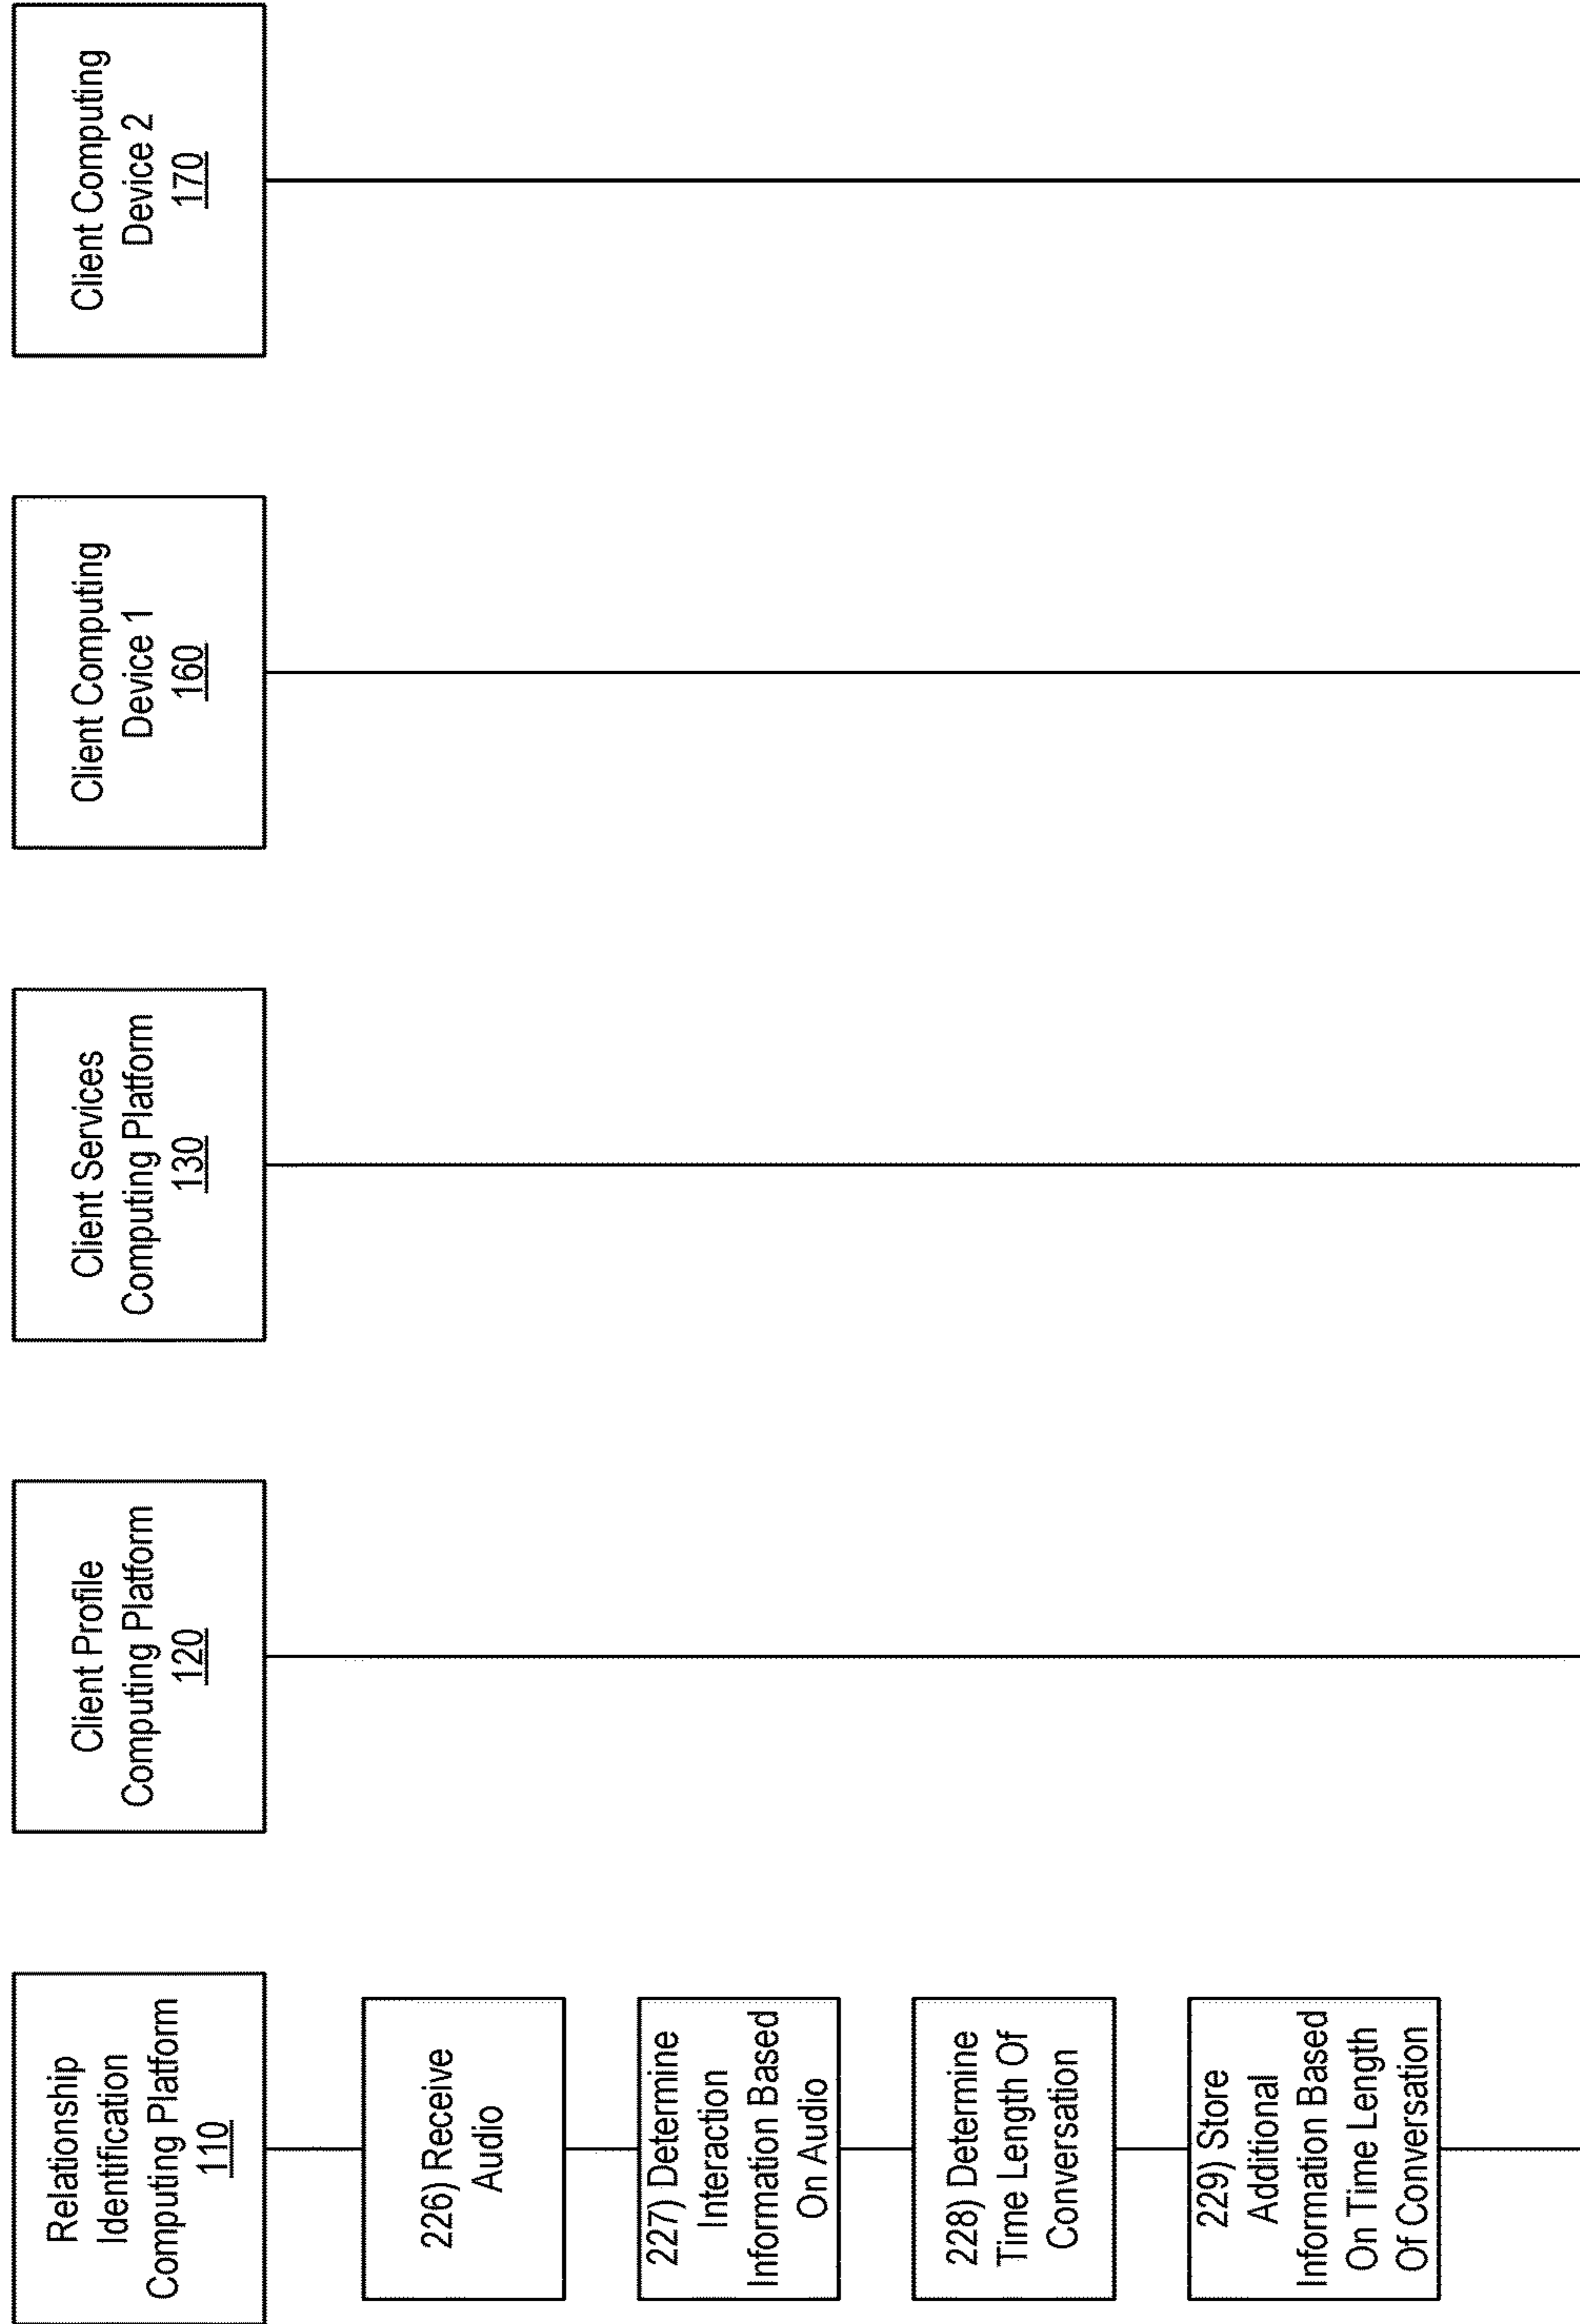 Relationship
Identification
Computing Platform
110
Client Profile
Computing Platform
120
Client Services
Computing Platform
130
Client Computing
Device 1
160
Client Computing
Device 2
170
226) Receive
Audio
227) Determine
Interaction
Information Based
On Audio
228) Determine
Time Length Of
Conversation
229) Store
Additional
Information Based
On Time Length
Of Conversation